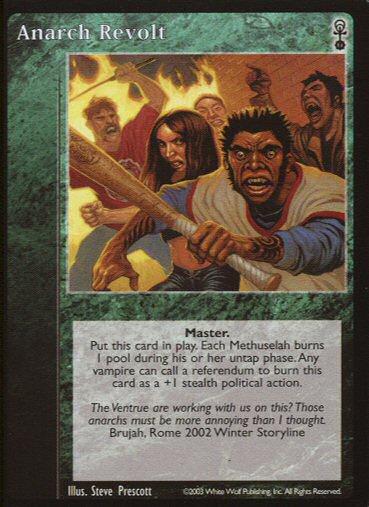 Anarch Revolt
Master.
Put this card in play. Each Methuselah burns
1 pool during his or her untap phase. Any
vampire can call a referendum to burn this
card as a +1 stealth political action.
The Ventrue are working with us on this? Those
anarchs must be more annoying than I thought.
Brujah, Rome 2002 Winter Storyline
Illus. Steve Prescott
©2003 White Wolf Publishing, Inc. All Rights Reserved.